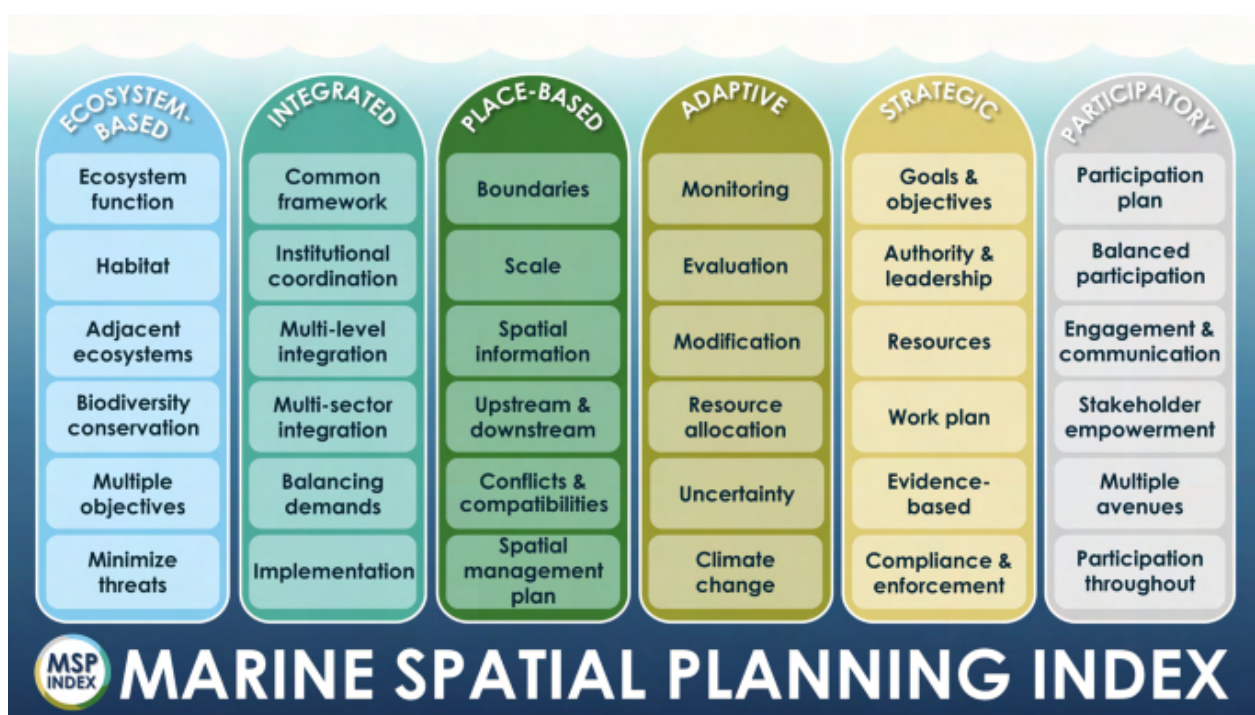 ECOSYSTEM-
BASED
Ecosystem
function
Habitat
Adjacent
ecosystems
Biodiversity
conservation
Multiple
objectives
Minimize
threats
INTEGRATED
Common
framework
Institutional
coordination
Multi-level
integration
Multi-sector
integration
Balancing
demands
Implementation
PLACE-BASED
Boundaries
Scale
Spatial
information
Upstream &
downstream
Conflicts &
compatibilities
Spatial
management
plan
ADAPTIVE
Monitoring
Evaluation
Modification
Resource
allocation
Uncertainty
Climate
change
STRATEGIC
Goals &
objectives
Authority &
leadership
Resources
Work plan
Evidence-
based
Compliance &
enforcement
PARTICIPATORY
Participation
plan
Balanced
participation
Engagement &
communication
Stakeholder
empowerment
Multiple
avenues
Participation
throughout
MSP
INDEX
MARINE SPATIAL PLANNING INDEX